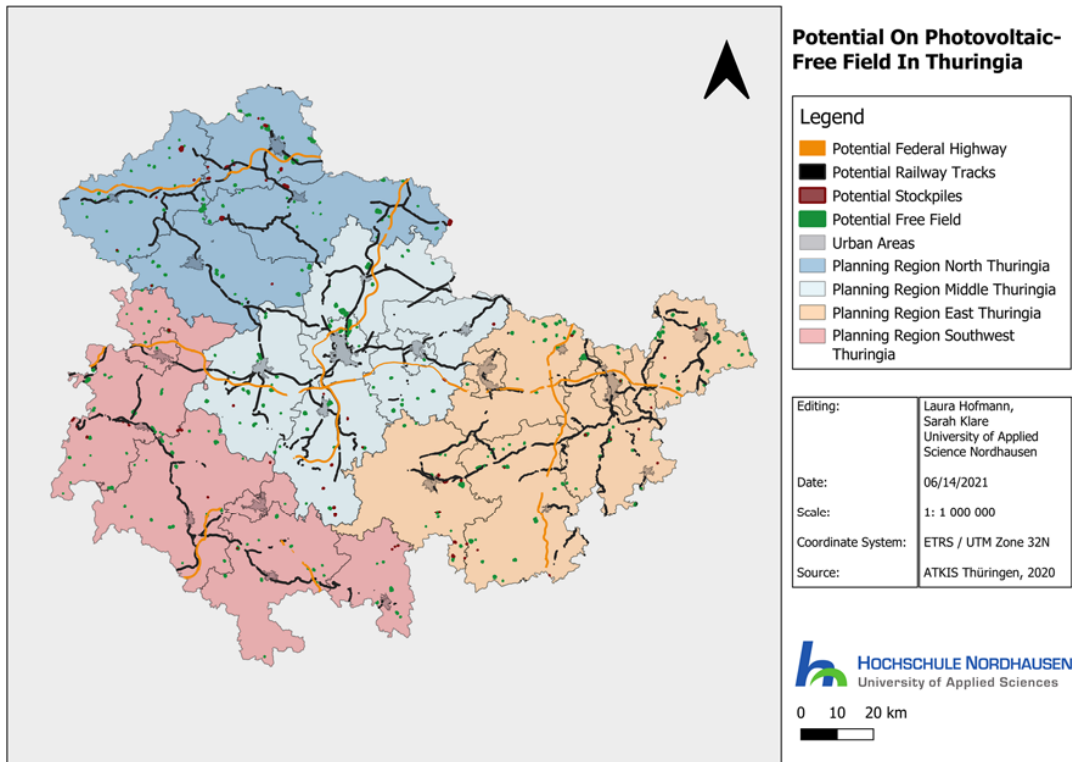 Potential On Photovoltaic-
Free Field In Thuringia
Legend
Potential Federal Highway
Potential Railway Tracks
Potential Stockpiles
Potential Free Field
Urban Areas
Planning Region North Thuringia
Planning Region Middle Thuringia
Planning Region East Thuringia
Planning Region Southwest
Thuringia
Editing: Laura Hofmann,
Sarah Klare
University of Applied
Science Nordhausen
Date: 06/14/2021
Scale: 1: 1 000 000
Coordinate System: ETRS / UTM Zone 32N
Source: ATKIS Thüringen, 2020
HOCHSCHULE NORDHAUSEN
University of Applied Sciences
0 10 20 km